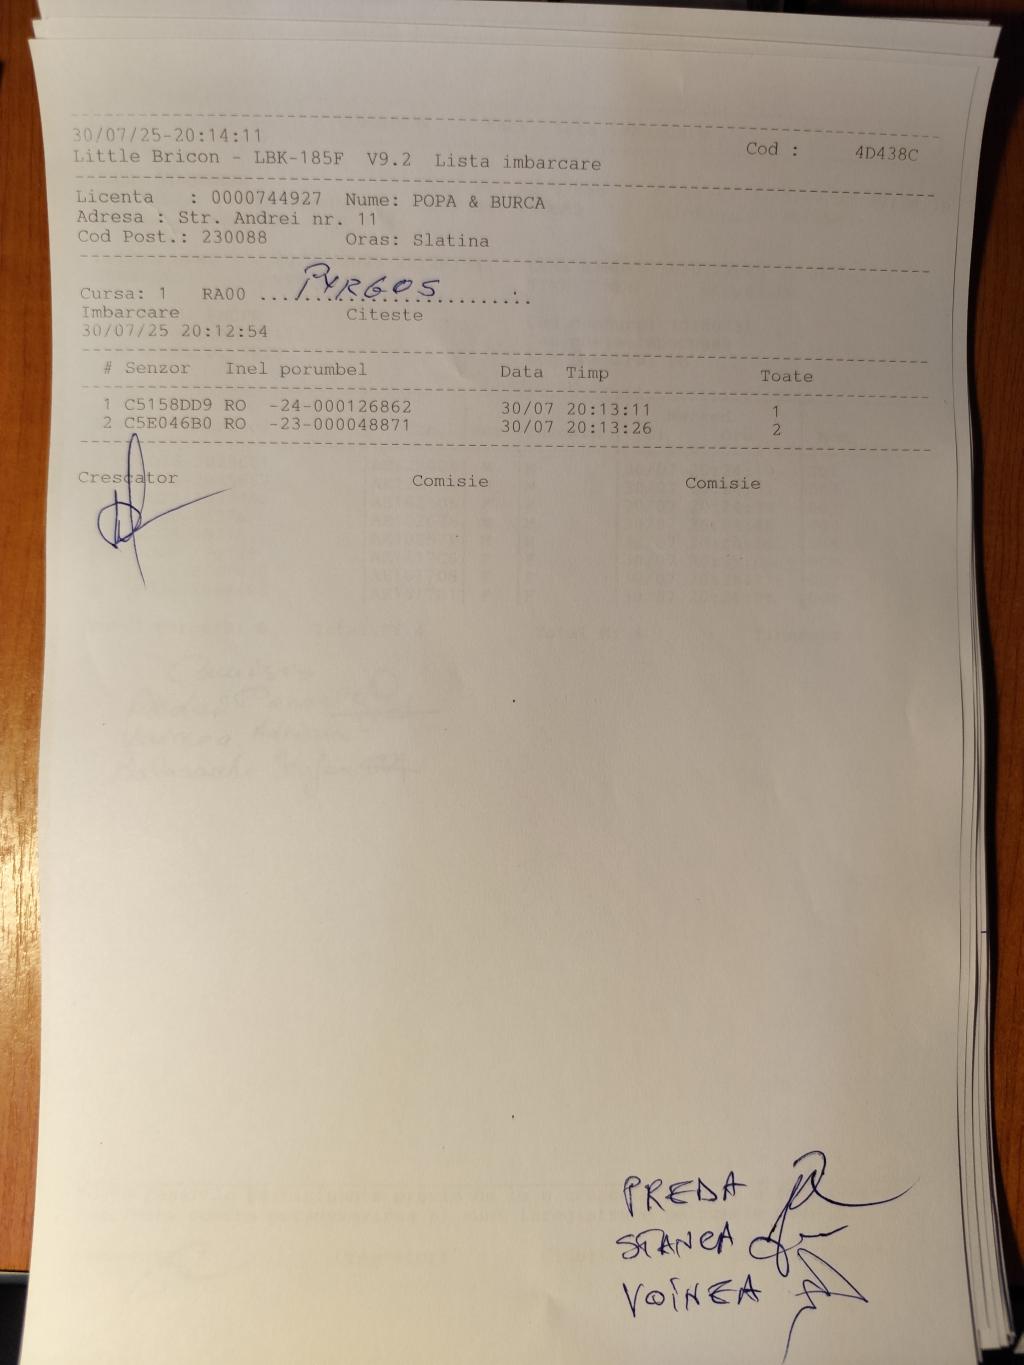 30/07/25-20:14:11
Little Bricon - LBK-185F V9.2 Lista imbarcare Cod : 4D438C
Licenta : 0000744927 Nume: POPA & BURCA
Adresa : Str. Andrei nr. 11
Cod Post.: 230088 Oras: Slatina
Cursa: 1 RA00 ... PYRGOS ...
Imbarcare Citeste
30/07/25 20:12:54
# Senzor Inel porumbel Data Timp Toate
1 C5158DD9 RO -24-000126862 30/07 20:13:11 1
2 C5E046B0 RO -23-000048871 30/07 20:13:26 2
Crescator Comisie Comisie
PREDA
STANCA
VOINEA